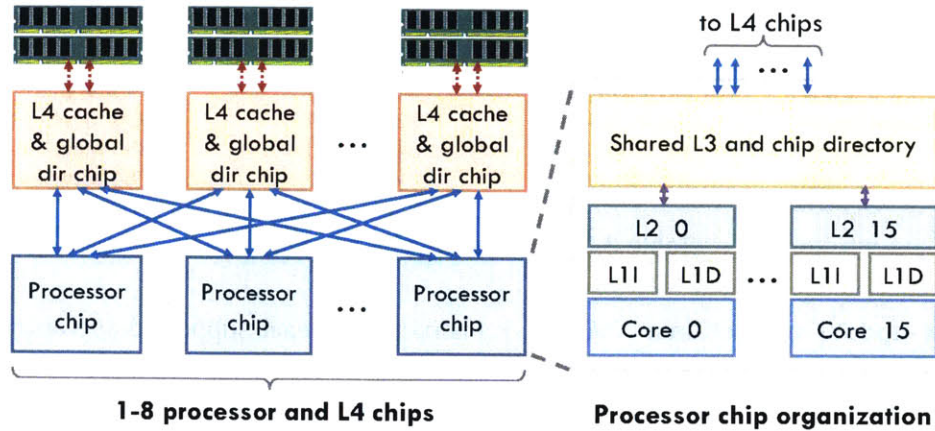 L4 cache
& global
dir chip
L4 cache
& global
dir chip
...
L4 cache
& global
dir chip
Processor
chip
Processor
chip
...
Processor
chip
1-8 processor and L4 chips
to L4 chips
...
Shared L3 and chip directory
L2 0
L2 15
L1I
L1D
...
L1I
L1D
Core 0
Core 15
Processor chip organization